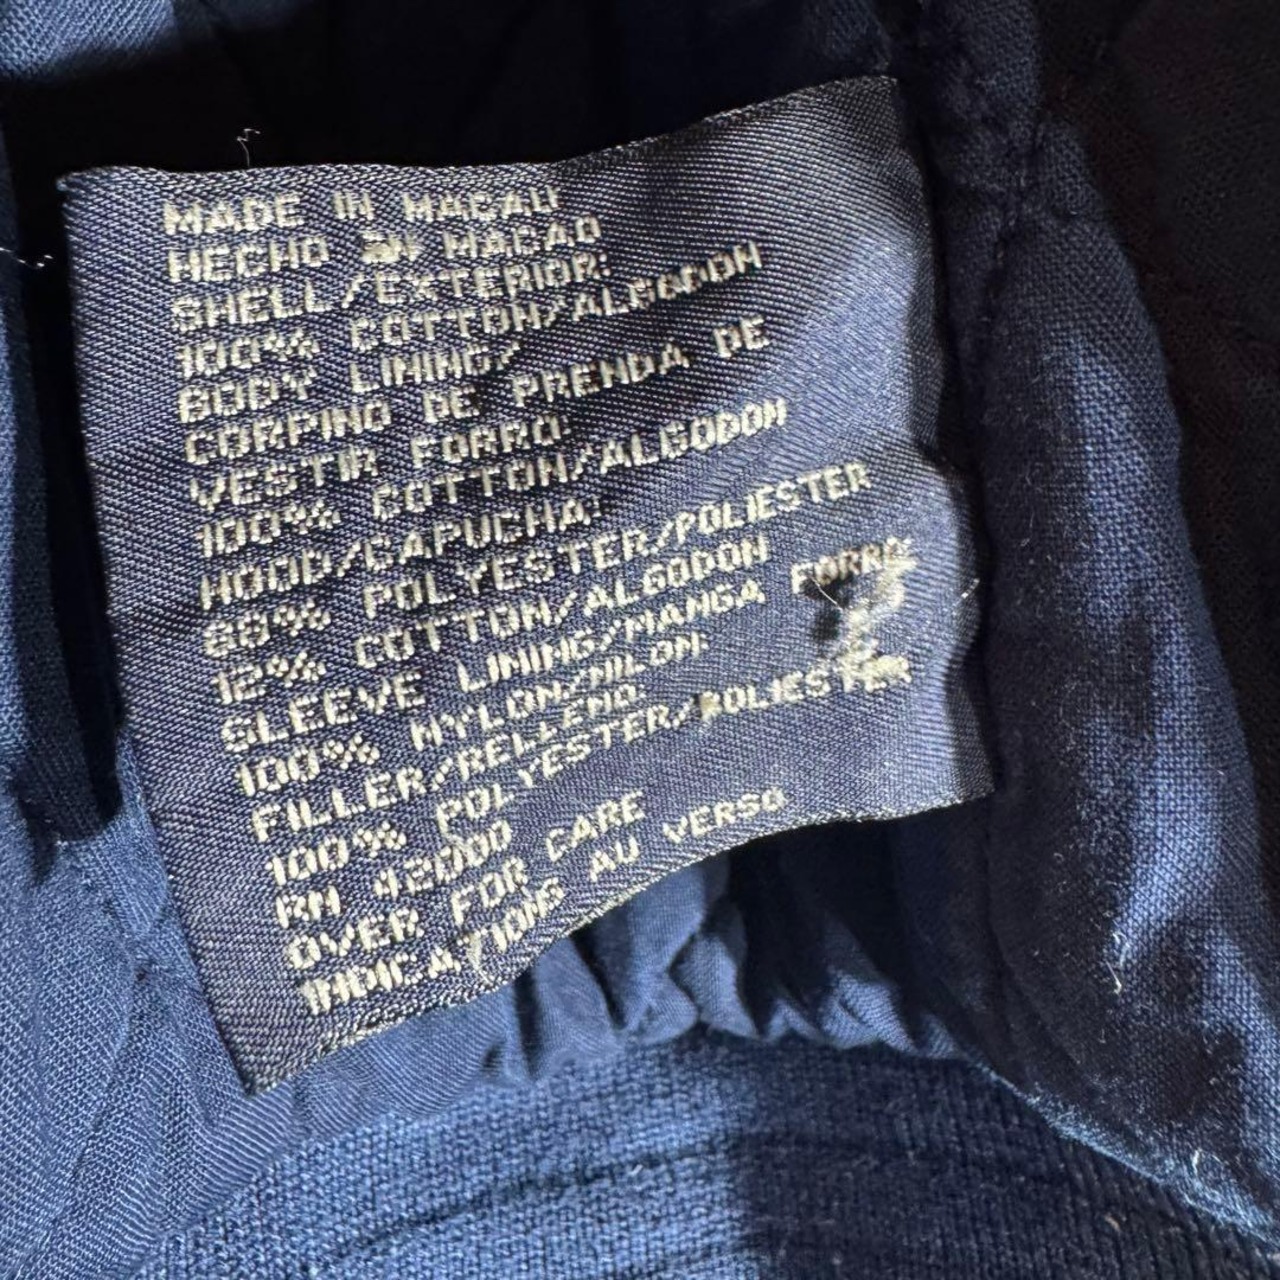 MADE IN MACAU
HECHO EN MACAO
SHELL/EXTERIOR:
100% COTTON/ALGODON
BODY LINING/
CORPINO DE PRENDA DE
VESTIR FORRO:
100% COTTON/ALGODON
HOOD/CAPUCHA:
88% POLYESTER/POLIESTER
12% COTTON/ALGODON
SLEEVE LINING/MANGA FORRO
100% NYLON/NILON
FILLER/RELLENO:
100% POLYESTER/POLIESTER
RN 42000
OVER FOR CARE
INDICATIONS AU VERSO